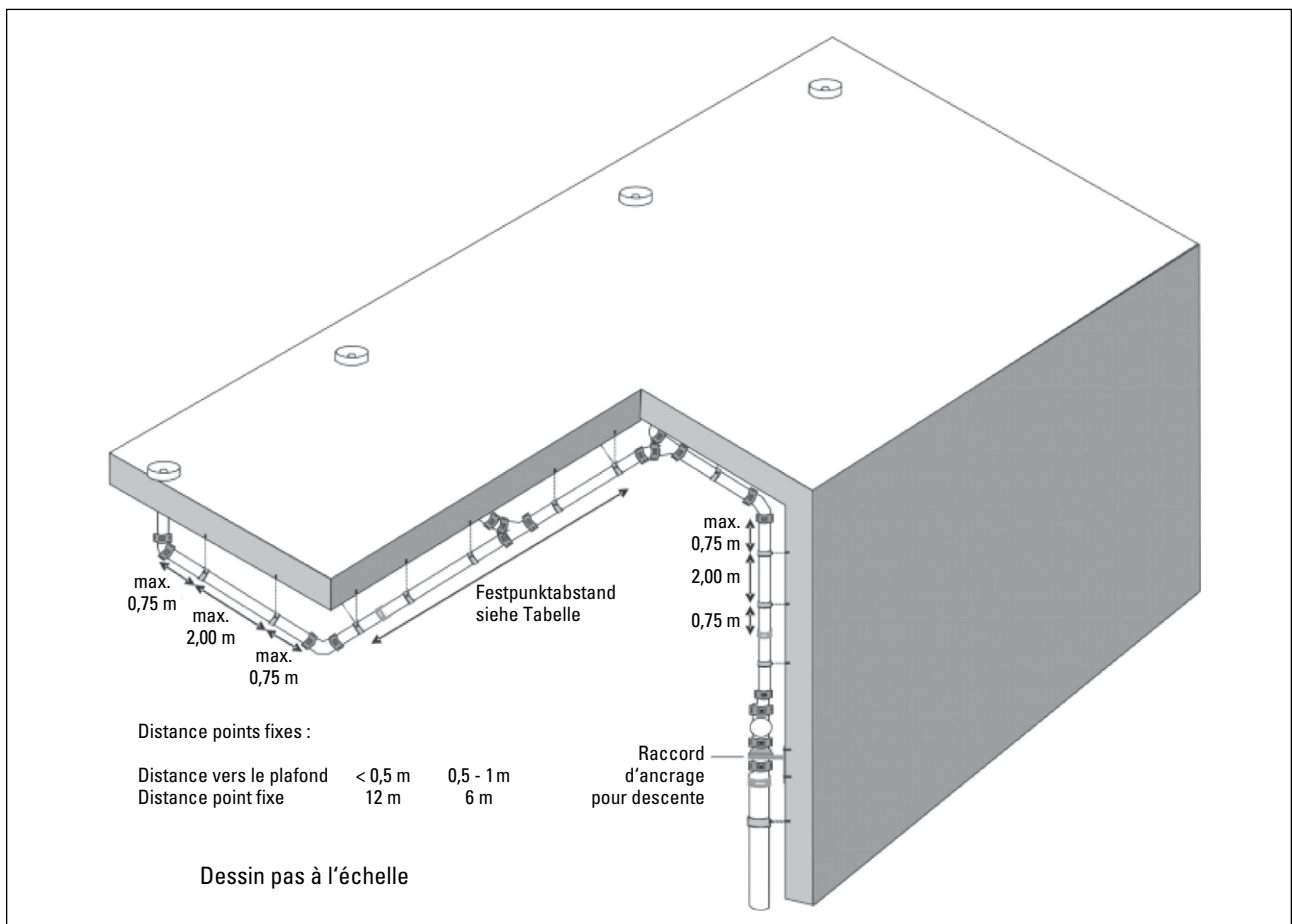 max.
0,75 m
2,00 m
0,75 m
max.
0,75 m
max.
2,00 m
max.
0,75 m
Festpunktabstand
siehe Tabelle
Distance points fixes :
Distance vers le plafond < 0,5 m 0,5 - 1 m
Distance point fixe 12 m 6 m
Raccord
d‘ancrage
pour descente
Dessin pas à l‘échelle